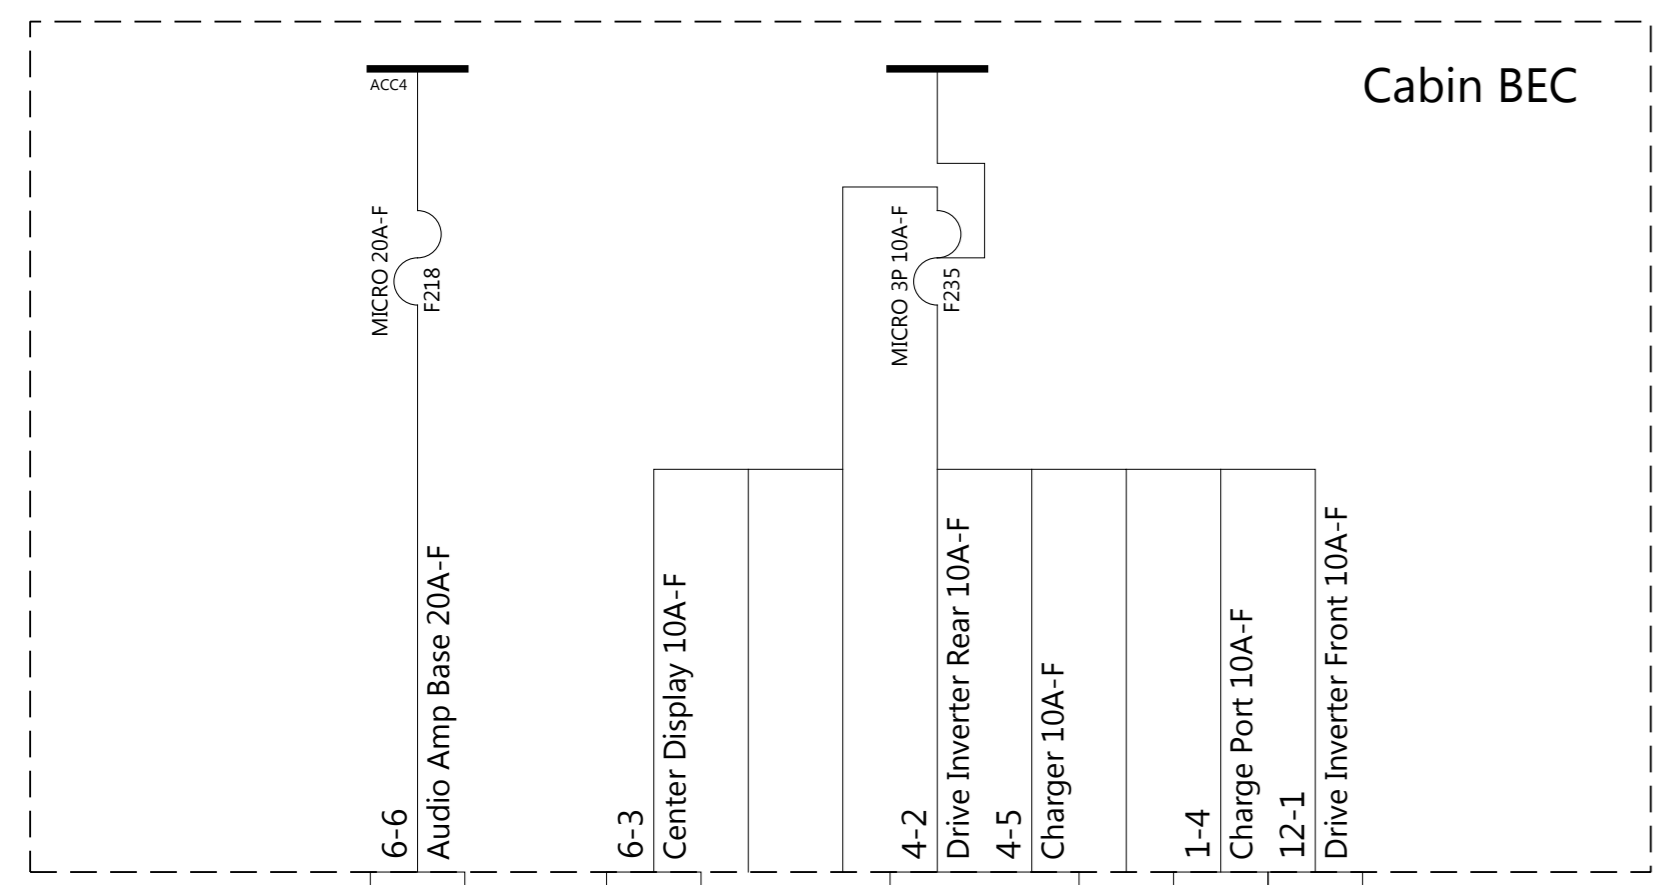 Cabin BEC
ACC4
MICRO 20A-F
F218
MICRO 3P 10A-F
F235
6-6
Audio Amp Base 20A-F
6-3
Center Display 10A-F
4-2
Drive Inverter Rear 10A-F
4-5
Charger 10A-F
1-4
Charge Port 10A-F
12-1
Drive Inverter Front 10A-F